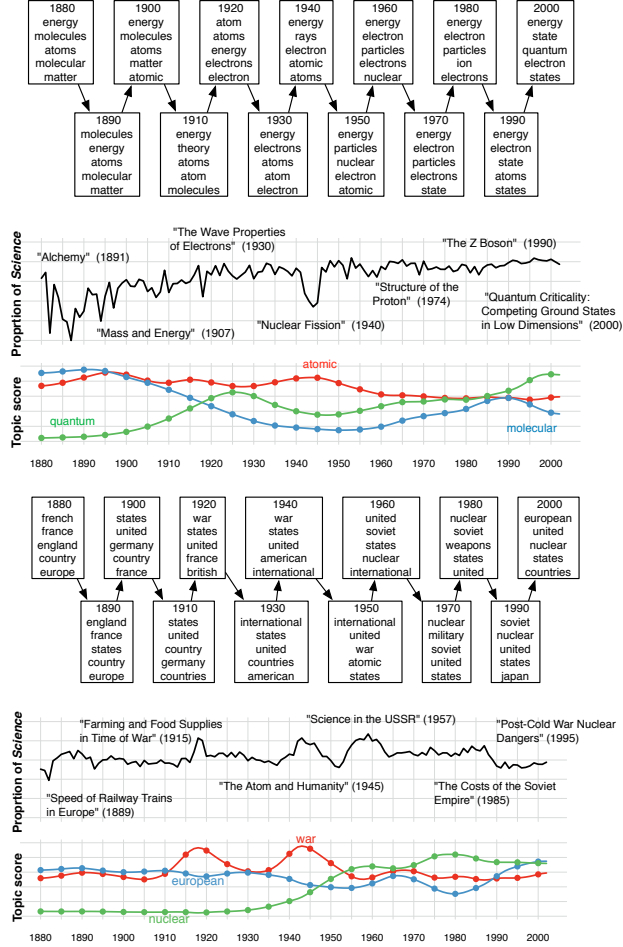 1880
energy
molecules
atoms
molecular
matter
1900
energy
molecules
atoms
matter
atomic
1920
atom
atoms
energy
electrons
electron
1940
energy
rays
electron
atomic
atoms
1960
energy
electron
particles
electrons
nuclear
1980
energy
electron
particles
ion
electrons
2000
energy
state
quantum
electron
states
1890
molecules
energy
atoms
molecular
matter
1910
energy
theory
atoms
atom
molecules
1930
energy
electrons
atoms
atom
electron
1950
energy
particles
nuclear
electron
atomic
1970
energy
electron
particles
electrons
state
1990
energy
electron
state
atoms
states
Proprtion of Science
"Alchemy" (1891)
"The Wave Properties
of Electrons" (1930)
"The Z Boson" (1990)
"Mass and Energy" (1907)
"Nuclear Fission" (1940)
"Structure of the
Proton" (1974)
"Quantum Criticality:
Competing Ground States
in Low Dimensions" (2000)
Topic score
atomic
quantum
molecular
1880 1890 1900 1910 1920 1930 1940 1950 1960 1970 1980 1990 2000
1880
french
france
england
country
europe
1900
states
united
germany
country
france
1920
war
states
united
france
british
1940
war
states
united
american
international
1960
united
soviet
states
nuclear
international
1980
nuclear
soviet
weapons
states
united
2000
european
united
nuclear
states
countries
1890
england
france
states
country
europe
1910
states
united
country
germany
countries
1930
international
states
united
countries
american
1950
international
united
war
atomic
states
1970
nuclear
military
soviet
united
states
1990
soviet
nuclear
united
states
japan
Proprtion of Science
"Farming and Food Supplies
in Time of War" (1915)
"Science in the USSR" (1957)
"Post-Cold War Nuclear
Dangers" (1995)
"Speed of Railway Trains
in Europe" (1889)
"The Atom and Humanity" (1945)
"The Costs of the Soviet
Empire" (1985)
Topic score
war
european
nuclear
1880 1890 1900 1910 1920 1930 1940 1950 1960 1970 1980 1990 2000